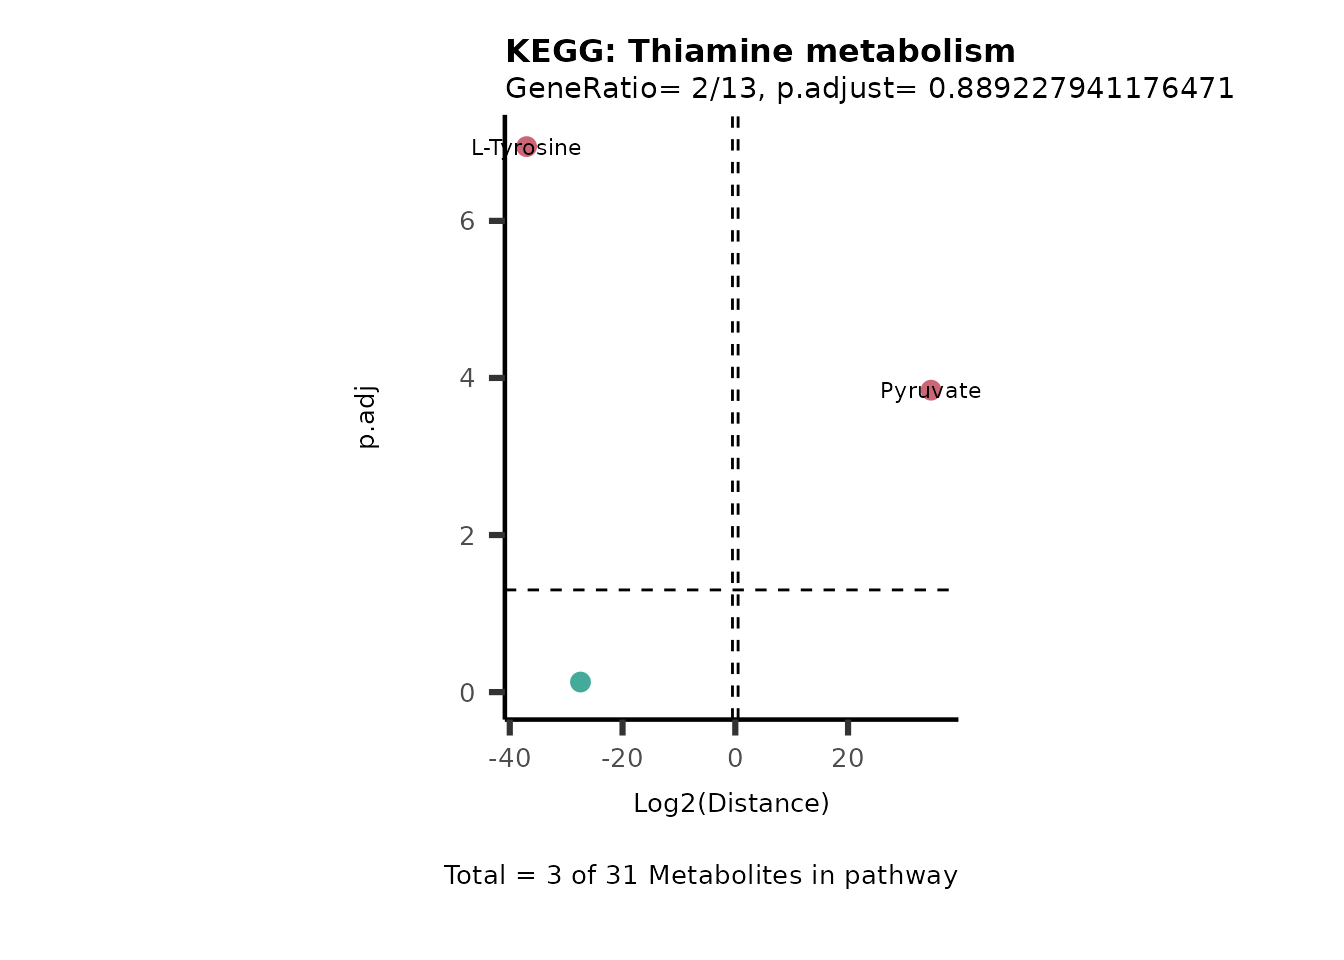 KEGG: Thiamine metabolism
GeneRatio= 2/13, p.adjust= 0.889227941176471
L-Tyrosine
6
4
Pyruvate
p.adj
2
0
-40 -20 0 20
Log2(Distance)
Total = 3 of 31 Metabolites in pathway